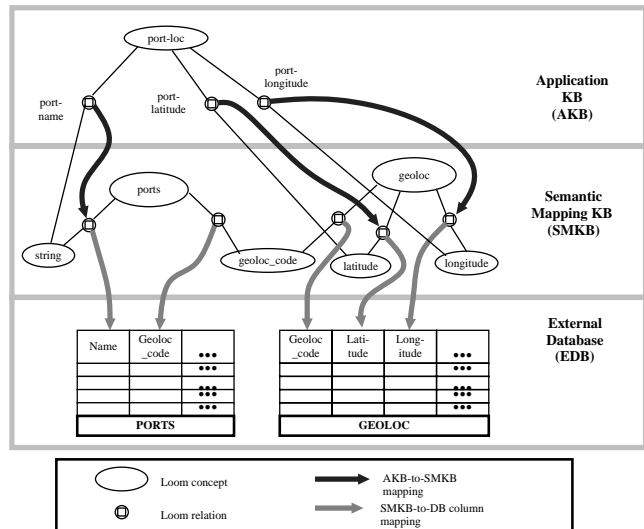 port-loc
port-
longitude
port-
name
port-
latitude
Application
KB
(AKB)
ports
geoloc
string
geoloc_code
latitude
longitude
Semantic
Mapping KB
(SMKB)
Name
Geoloc
_code
•••
•••
•••
•••
PORTS
Geoloc
_code
Lati-
tude
Long-
itude
•••
•••
•••
•••
GEOLOC
External
Database
(EDB)
Loom concept
AKB-to-SMKB
mapping
Loom relation
SMKB-to-DB column
mapping